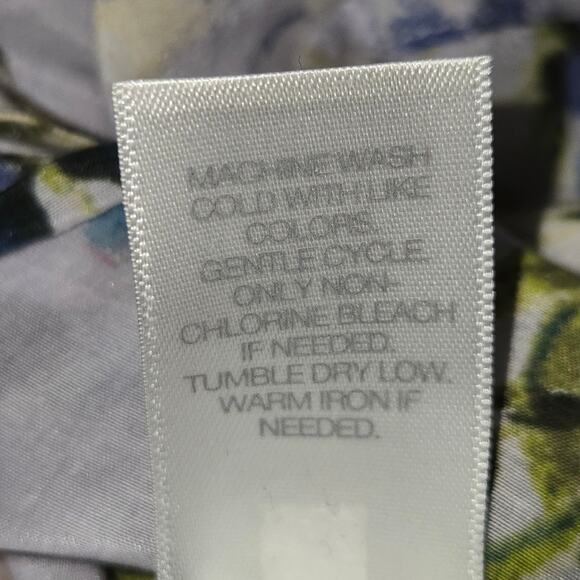 MACHINE WASH
COLD WITH LIKE
COLORS.
GENTLE CYCLE.
ONLY NON-
CHLORINE BLEACH
IF NEEDED.
TUMBLE DRY LOW.
WARM IRON IF
NEEDED.